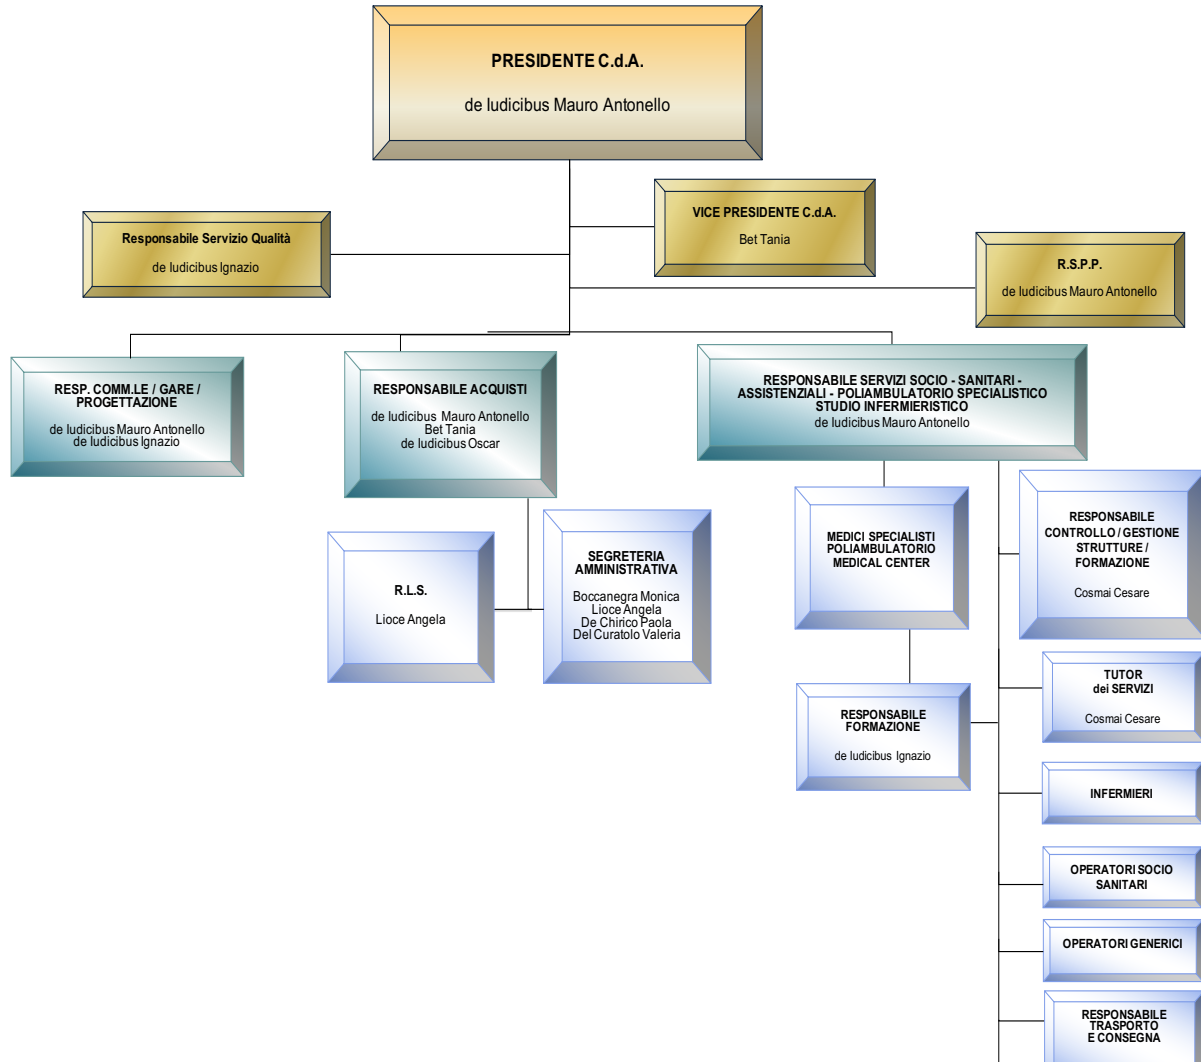 PRESIDENTE C.d.A.
de Iudicibus Mauro Antonello
VICE PRESIDENTE C.d.A.
Bet Tania
Responsabile Servizio Qualità
de Iudicibus Ignazio
R.S.P.P.
de Iudicibus Mauro Antonello
RESP. COMM.LE / GARE /
PROGETTAZIONE
de Iudicibus Mauro Antonello
de Iudicibus Ignazio
RESPONSABILE ACQUISTI
de Iudicibus Mauro Antonello
Bet Tania
de Iudicibus Oscar
RESPONSABILE SERVIZI SOCIO - SANITARI -
ASSISTENZIALI - POLIAMBULATORIO SPECIALISTICO
STUDIO INFERMIERISTICO
de Iudicibus Mauro Antonello
R.L.S.
Lioce Angela
SEGRETERIA
AMMINISTRATIVA
Boccanegra Monica
Lioce Angela
De Chirico Paola
Del Curatolo Valeria
MEDICI SPECIALISTI
POLIAMBULATORIO
MEDICAL CENTER
RESPONSABILE
CONTROLLO / GESTIONE
STRUTTURE /
FORMAZIONE
Cosmai Cesare
RESPONSABILE
FORMAZIONE
de Iudicibus Ignazio
TUTOR
dei SERVIZI
Cosmai Cesare
INFERMIERI
OPERATORI SOCIO
SANITARI
OPERATORI GENERICI
RESPONSABILE
TRASPORTO
E CONSEGNA